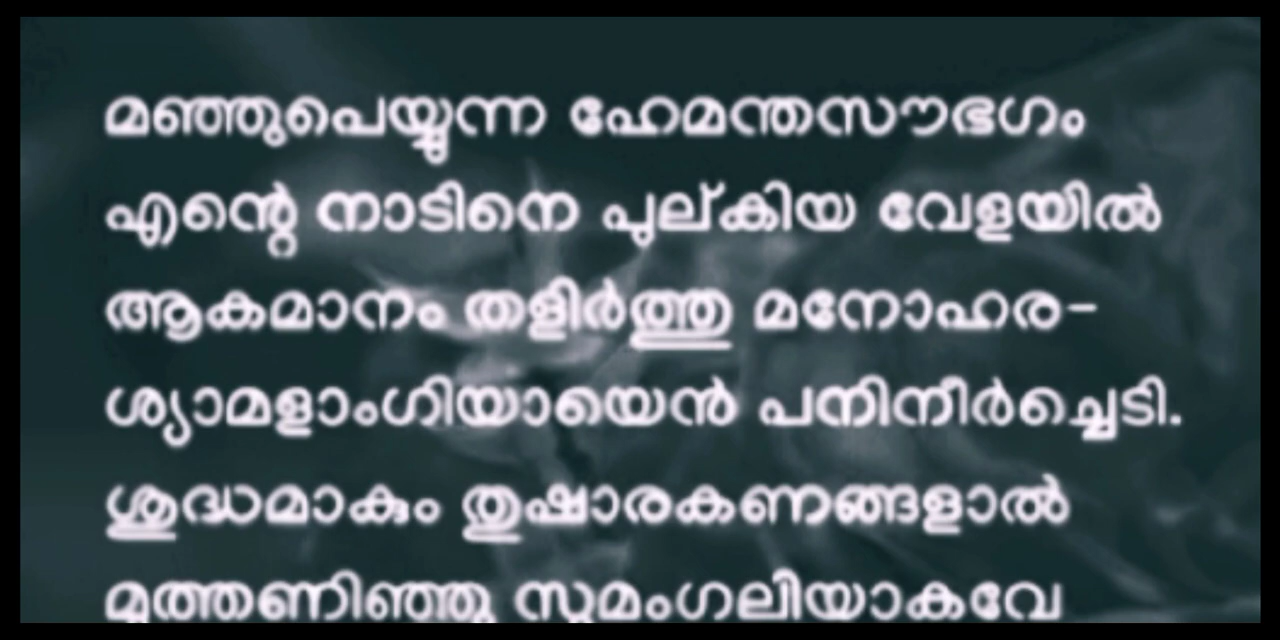 മഞ്ഞുപെയ്യുന്ന ഹേമന്തസൗഭഗം
എന്റെ നാടിനെ പുല്കിയ വേളയിൽ
ആകമാനം തളിർത്തു മനോഹര-
ശ്യാമളാംഗിയായെൻ പനിനീർച്ചെടി.
ശുദ്ധമാകും തുഷാരകണങ്ങളാൽ
മുത്തണിഞ്ഞു സുമംഗലിയാകവേ